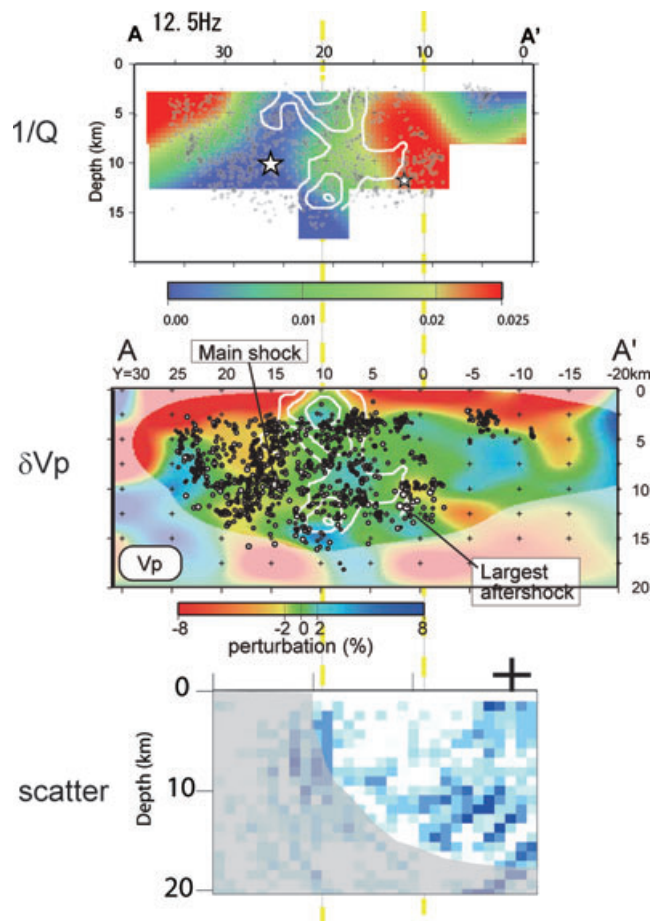 A 12.5Hz A'
30 20 10 0
0
5
10
15
Depth (km)
1/Q
0.00 0.01 0.02 0.025
A Main shock A'
Y=30 25 20 15 10 5 0 -5 -10 -15 -20km
0
5
10
15
20
δVp
Vp
Largest
aftershock
-8 -2 0 2 8
perturbation (%)
0
10
20
Depth (km)
scatter